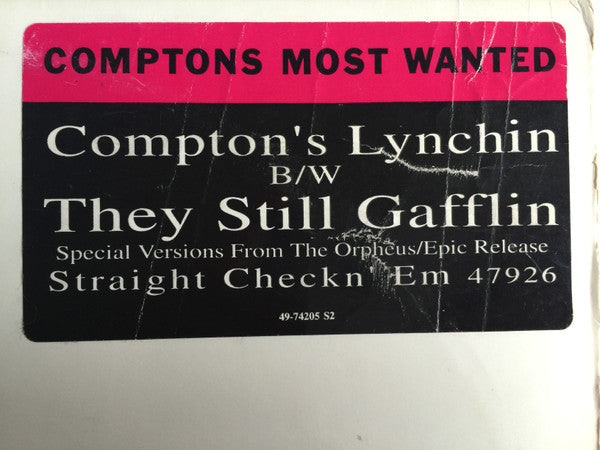 COMPTONS MOST WANTED
Compton's Lynchin
B/W
They Still Gafflin
Special Versions From The Orpheus/Epic Release
Straight Checkn' Em 47926
49-74205 S2